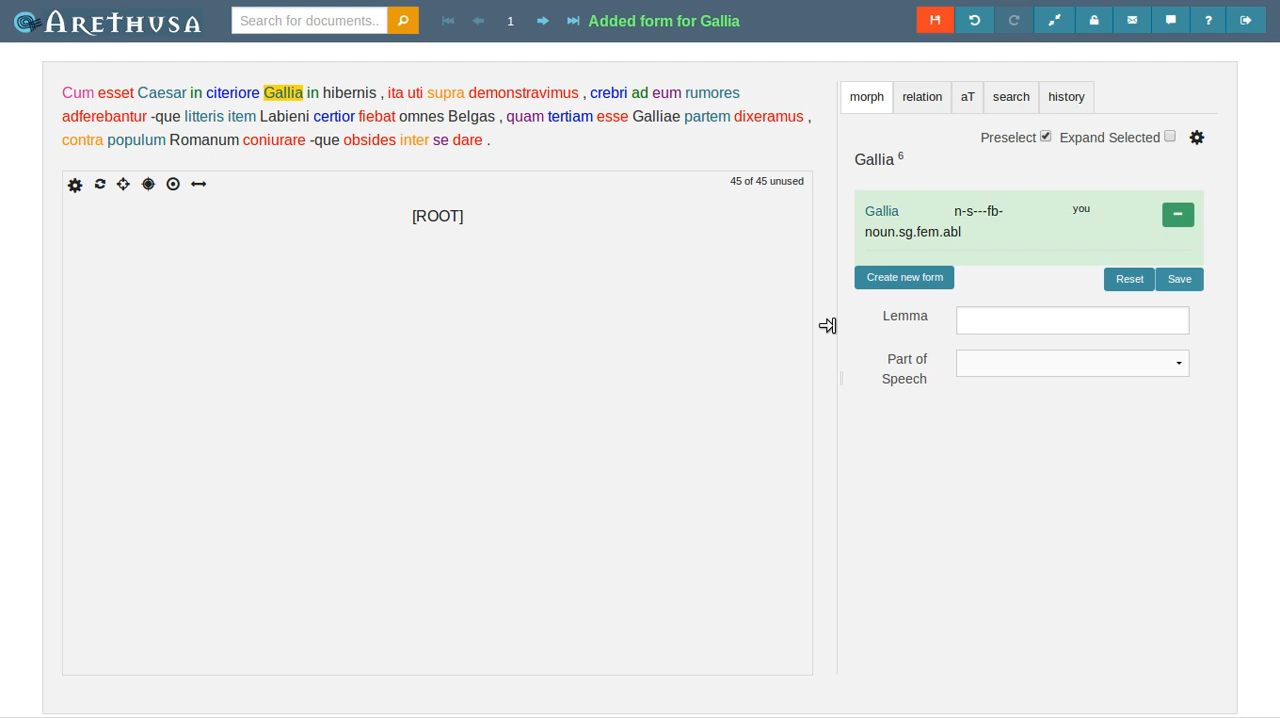 ARETHUSA
Search for documents..
1
Added form for Gallia
?
Cum esset Caesar in citeriore Gallia in hibernis , ita uti supra demonstravimus , crebri ad eum rumores
adferebantur -que litteris item Labieni certior fiebat omnes Belgas , quam tertiam esse Galliae partem dixeramus ,
contra populum Romanum coniurare -que obsides inter se dare .
45 of 45 unused
[ROOT]
morph
relation
aT
search
history
Preselect
Expand Selected
Gallia 6
Gallia n-s---fb- you
noun.sg.fem.abl
Create new form
Reset
Save
Lemma
Part of
Speech